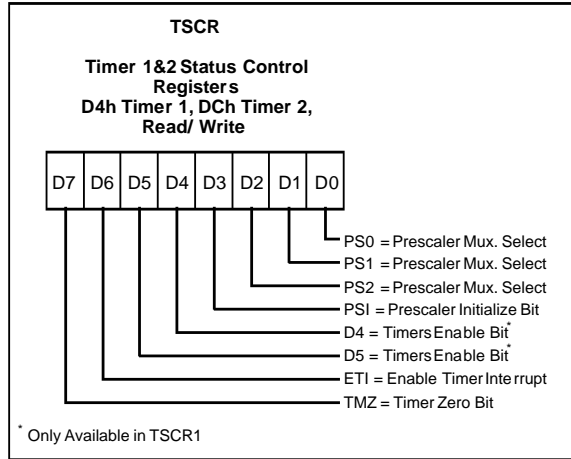 TSCR
Timer 1&2 Status Control
Registers
D4h Timer 1, DCh Timer 2,
Read/ Write
D7 D6 D5 D4 D3 D2 D1 D0
PS0 = Prescaler Mux. Select
PS1 = Prescaler Mux. Select
PS2 = Prescaler Mux. Select
PSI = Prescaler Initialize Bit
D4 = Timers Enable Bit*
D5 = Timers Enable Bit*
ETI = Enable Timer Interrupt
TMZ = Timer Zero Bit
* Only Available in TSCR1